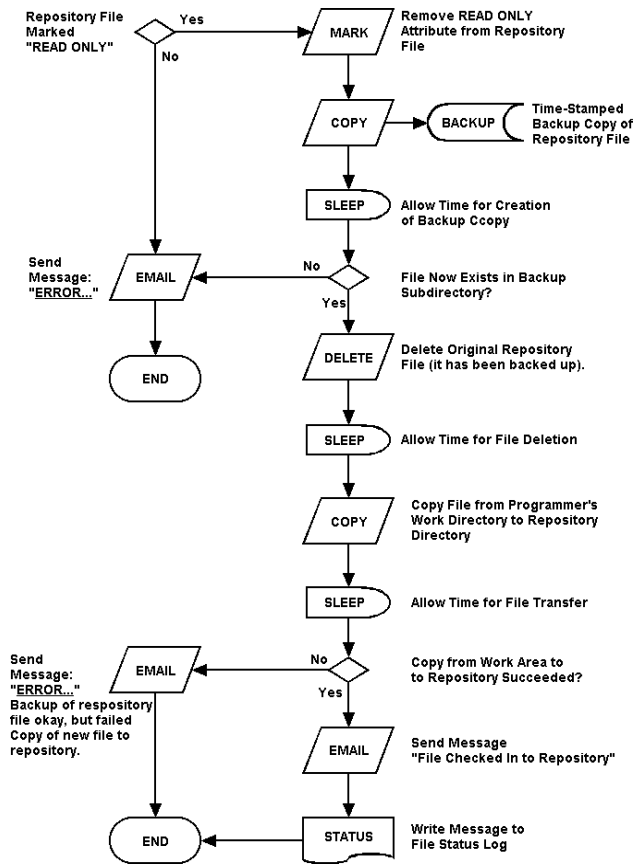 Repository File
Marked
"READ ONLY"
Yes
No
MARK
Remove READ ONLY
Attribute from Repository
File
COPY
BACKUP
Time-Stamped
Backup Copy of
Repository File
SLEEP
Allow Time for Creation
of Backup Ccopy
Send
Message:
"ERROR..."
EMAIL
No
Yes
File Now Exists in Backup
Subdirectory?
END
DELETE
Delete Original Repository
File (it has been backed up).
SLEEP
Allow Time for File Deletion
COPY
Copy File from Programmer's
Work Directory to Repository
Directory
SLEEP
Allow Time for File Transfer
Send
Message:
"ERROR..."
Backup of respository
file okay, but failed
Copy of new file to
repository.
EMAIL
No
Yes
Copy from Work Area to
to Repository Succeeded?
EMAIL
Send Message
"File Checked In to Repository"
END
STATUS
Write Message to
File Status Log